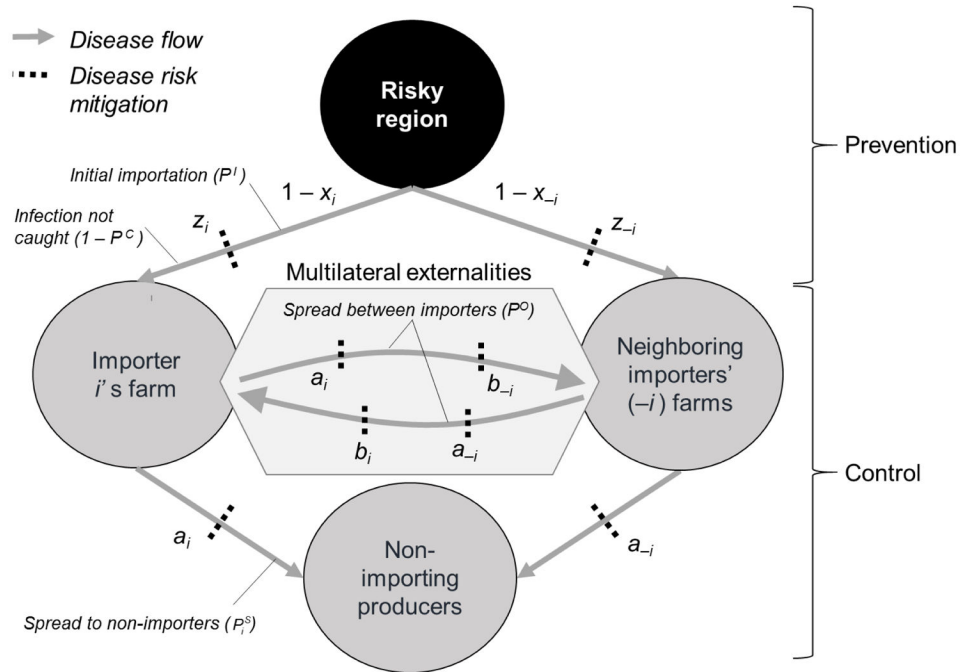 Disease flow
Disease risk
mitigation
Risky
region
Prevention
Initial importation (P^I)
1 – x_i
1 – x_–i
Infection not
caught (1 – P^C)
z_i
z_–i
Multilateral externalities
Spread between importers (P^O)
Importer
i's farm
Neighboring
importers'
(–i) farms
a_i
b_–i
b_i
a_–i
Control
a_i
a_–i
Non-
importing
producers
Spread to non-importers (P_i^S)